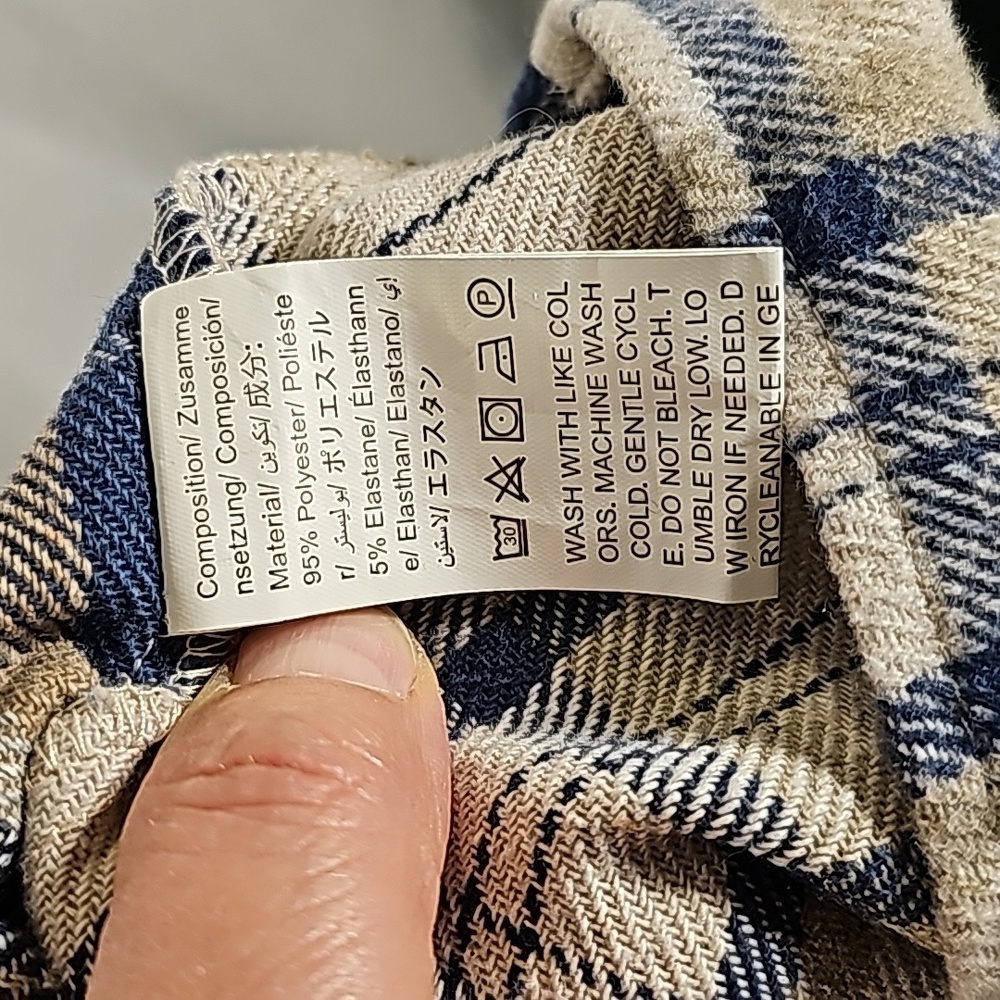 Composition/ Zusamme
nsetzung/ Composición/
Material/ تكوين/ 成分:
95% Polyester/ Poliéste
r/ بوليستر/ ポリエステル
5% Elastane/ Élasthann
e/ Elasthan/ Elastano/ إي
لاستين/ エラスタン
30 P
WASH WITH LIKE COL
ORS. MACHINE WASH
COLD. GENTLE CYCL
E. DO NOT BLEACH. T
UMBLE DRY LOW. LO
W IRON IF NEEDED. D
RYCLEANABLE IN GE